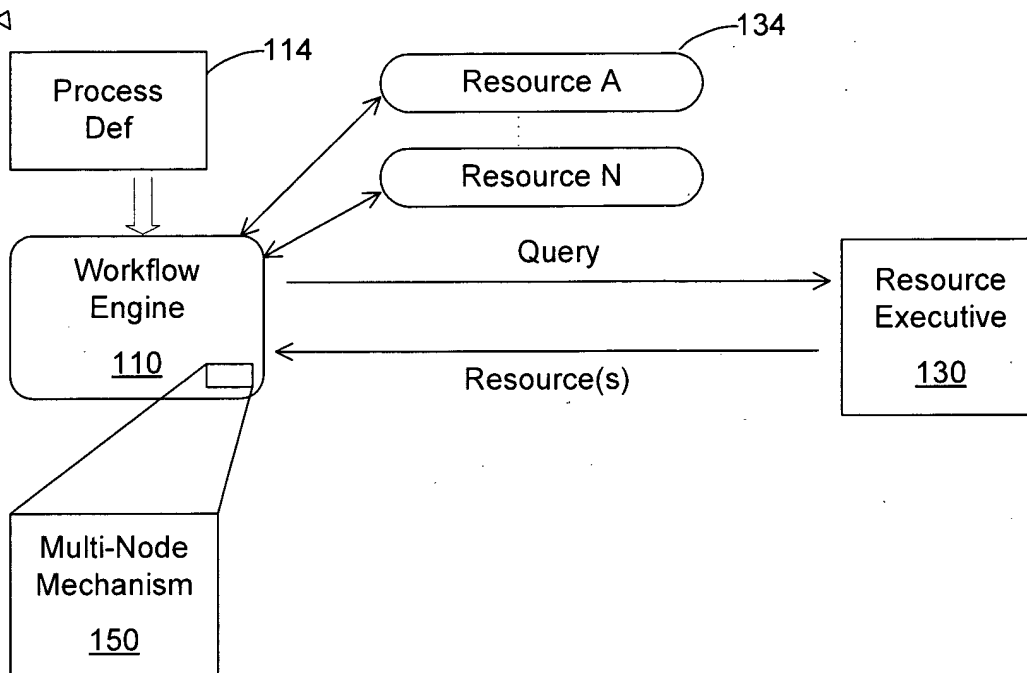 114
134
Process
Def
Resource A
Resource N
Workflow
Engine
110
Query
Resource(s)
Resource
Executive
130
Multi-Node
Mechanism
150